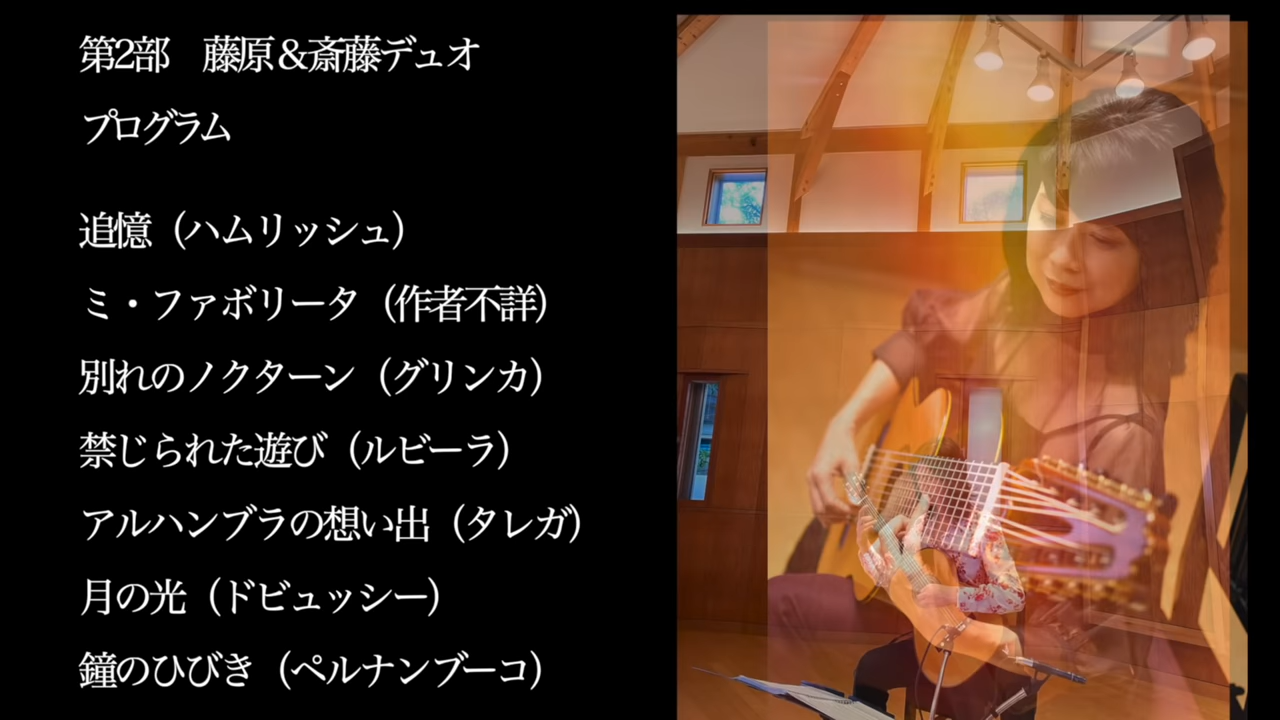 第2部　藤原＆斎藤デュオ
プログラム
追憶（ハムリッシュ）
ミ・ファボリータ（作者不詳）
別れのノクターン（グリンカ）
禁じられた遊び（ルビーラ）
アルハンブラの想い出（タレガ）
月の光（ドビュッシー）
鐘のひびき（ペルナンブーコ）